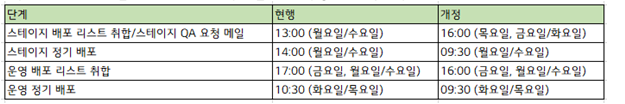 단계 현행 개정
스테이지 배포 리스트 취합/스테이지 QA 요청 메일 13:00 (월요일/수요일) 16:00 (목요일, 금요일/화요일)
스테이지 정기 배포 14:00 (월요일/수요일) 09:30 (월요일/수요일)
운영 배포 리스트 취합 17:00 (금요일, 월요일/수요일) 16:00 (금요일, 월요일/수요일)
운영 정기 배포 10:30 (화요일/목요일) 09:30 (화요일/목요일)